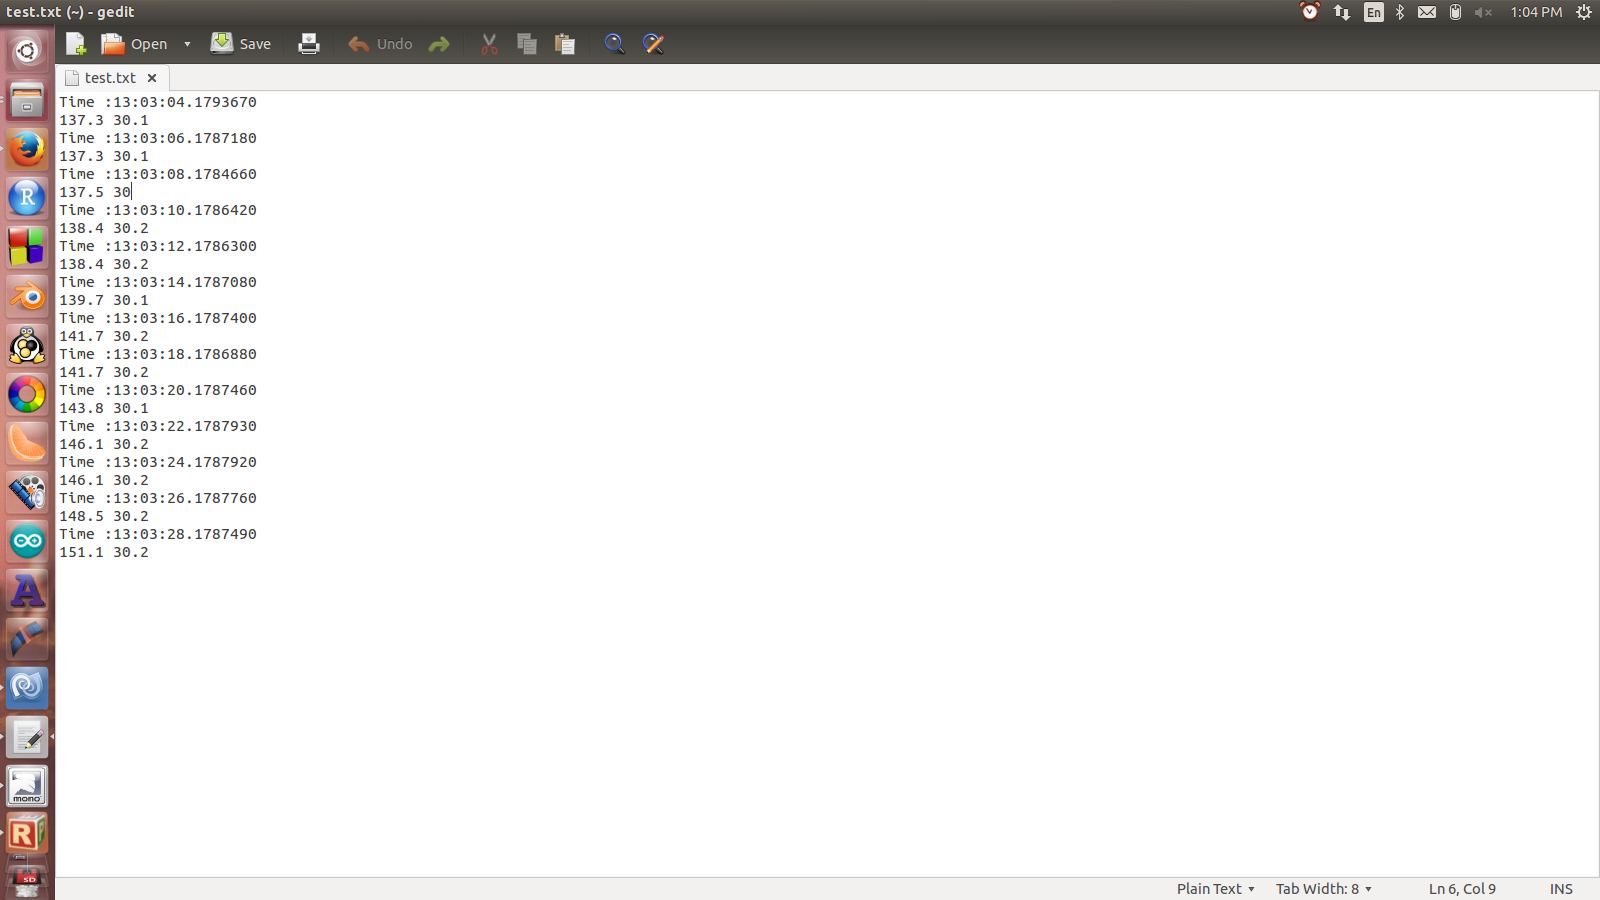 test.txt (~) - gedit
En
1:04 PM
Open
Save
Undo
test.txt
Time :13:03:04.1793670
137.3 30.1
Time :13:03:06.1787180
137.3 30.1
Time :13:03:08.1784660
137.5 30
Time :13:03:10.1786420
138.4 30.2
Time :13:03:12.1786300
138.4 30.2
Time :13:03:14.1787080
139.7 30.1
Time :13:03:16.1787400
141.7 30.2
Time :13:03:18.1786880
141.7 30.2
Time :13:03:20.1787460
143.8 30.1
Time :13:03:22.1787930
146.1 30.2
Time :13:03:24.1787920
146.1 30.2
Time :13:03:26.1787760
148.5 30.2
Time :13:03:28.1787490
151.1 30.2
R
A
mono
R
SD
Plain Text
Tab Width: 8
Ln 6, Col 9
INS